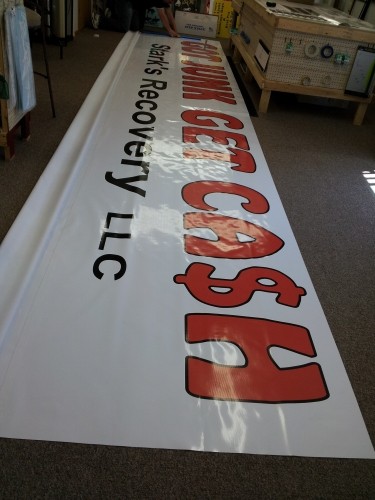 JUNK GET CA$H
Stark's Recovery LLC